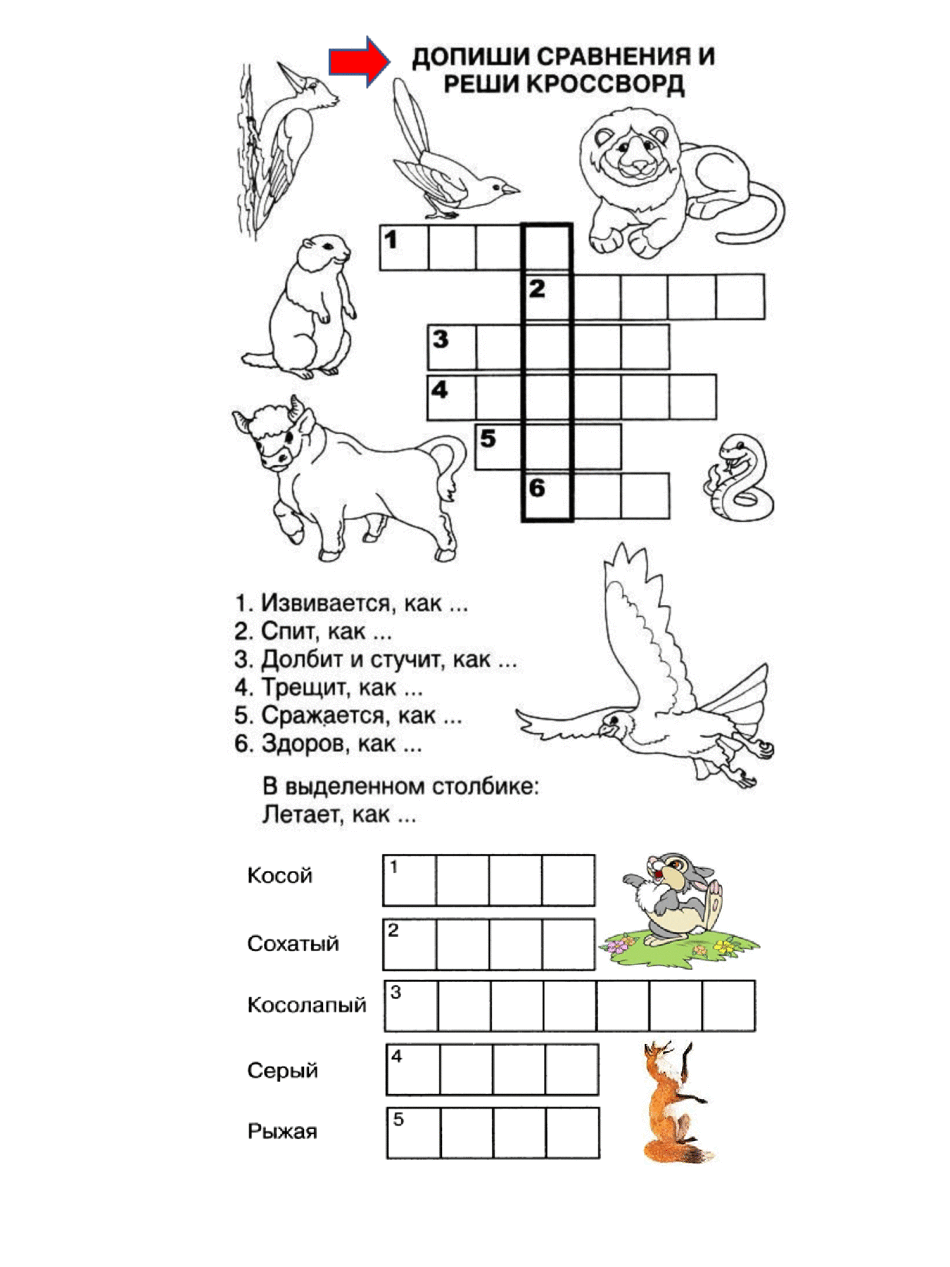 ДОПИШИ СРАВНЕНИЯ И
РЕШИ КРОССВОРД
1
2
3
4
5
6
1. Извивается, как ...
2. Спит, как ...
3. Долбит и стучит, как ...
4. Трещит, как ...
5. Сражается, как ...
6. Здоров, как ...
В выделенном столбике:
Летает, как ...
Косой 1
Сохатый 2
Косолапый 3
Серый 4
Рыжая 5